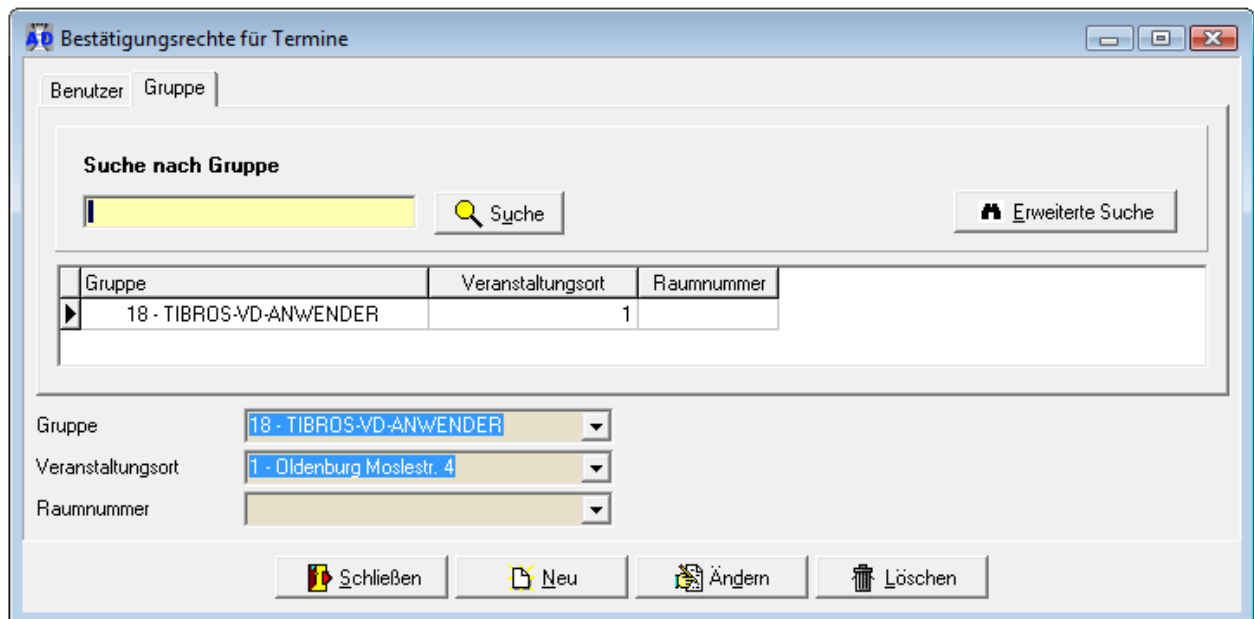 AD Bestätigungsrechte für Termine
Benutzer Gruppe
Suche nach Gruppe
Suche Erweiterte Suche
Gruppe Veranstaltungsort Raumnummer
18 - TIBROS-VD-ANWENDER 1
Gruppe 18 - TIBROS-VD-ANWENDER
Veranstaltungsort 1 - Oldenburg Moslestr. 4
Raumnummer
Schließen Neu Ändern Löschen